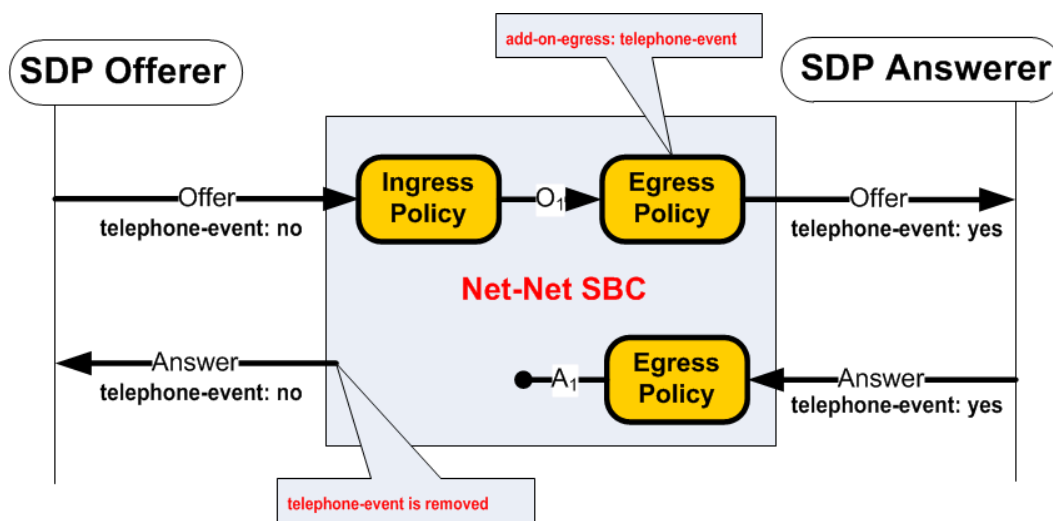 add-on-egress: telephone-event
SDP Offerer
SDP Answerer
Offer
telephone-event: no
Ingress
Policy
O1
Egress
Policy
Offer
telephone-event: yes
Net-Net SBC
Answer
telephone-event: no
A1
Egress
Policy
Answer
telephone-event: yes
telephone-event is removed